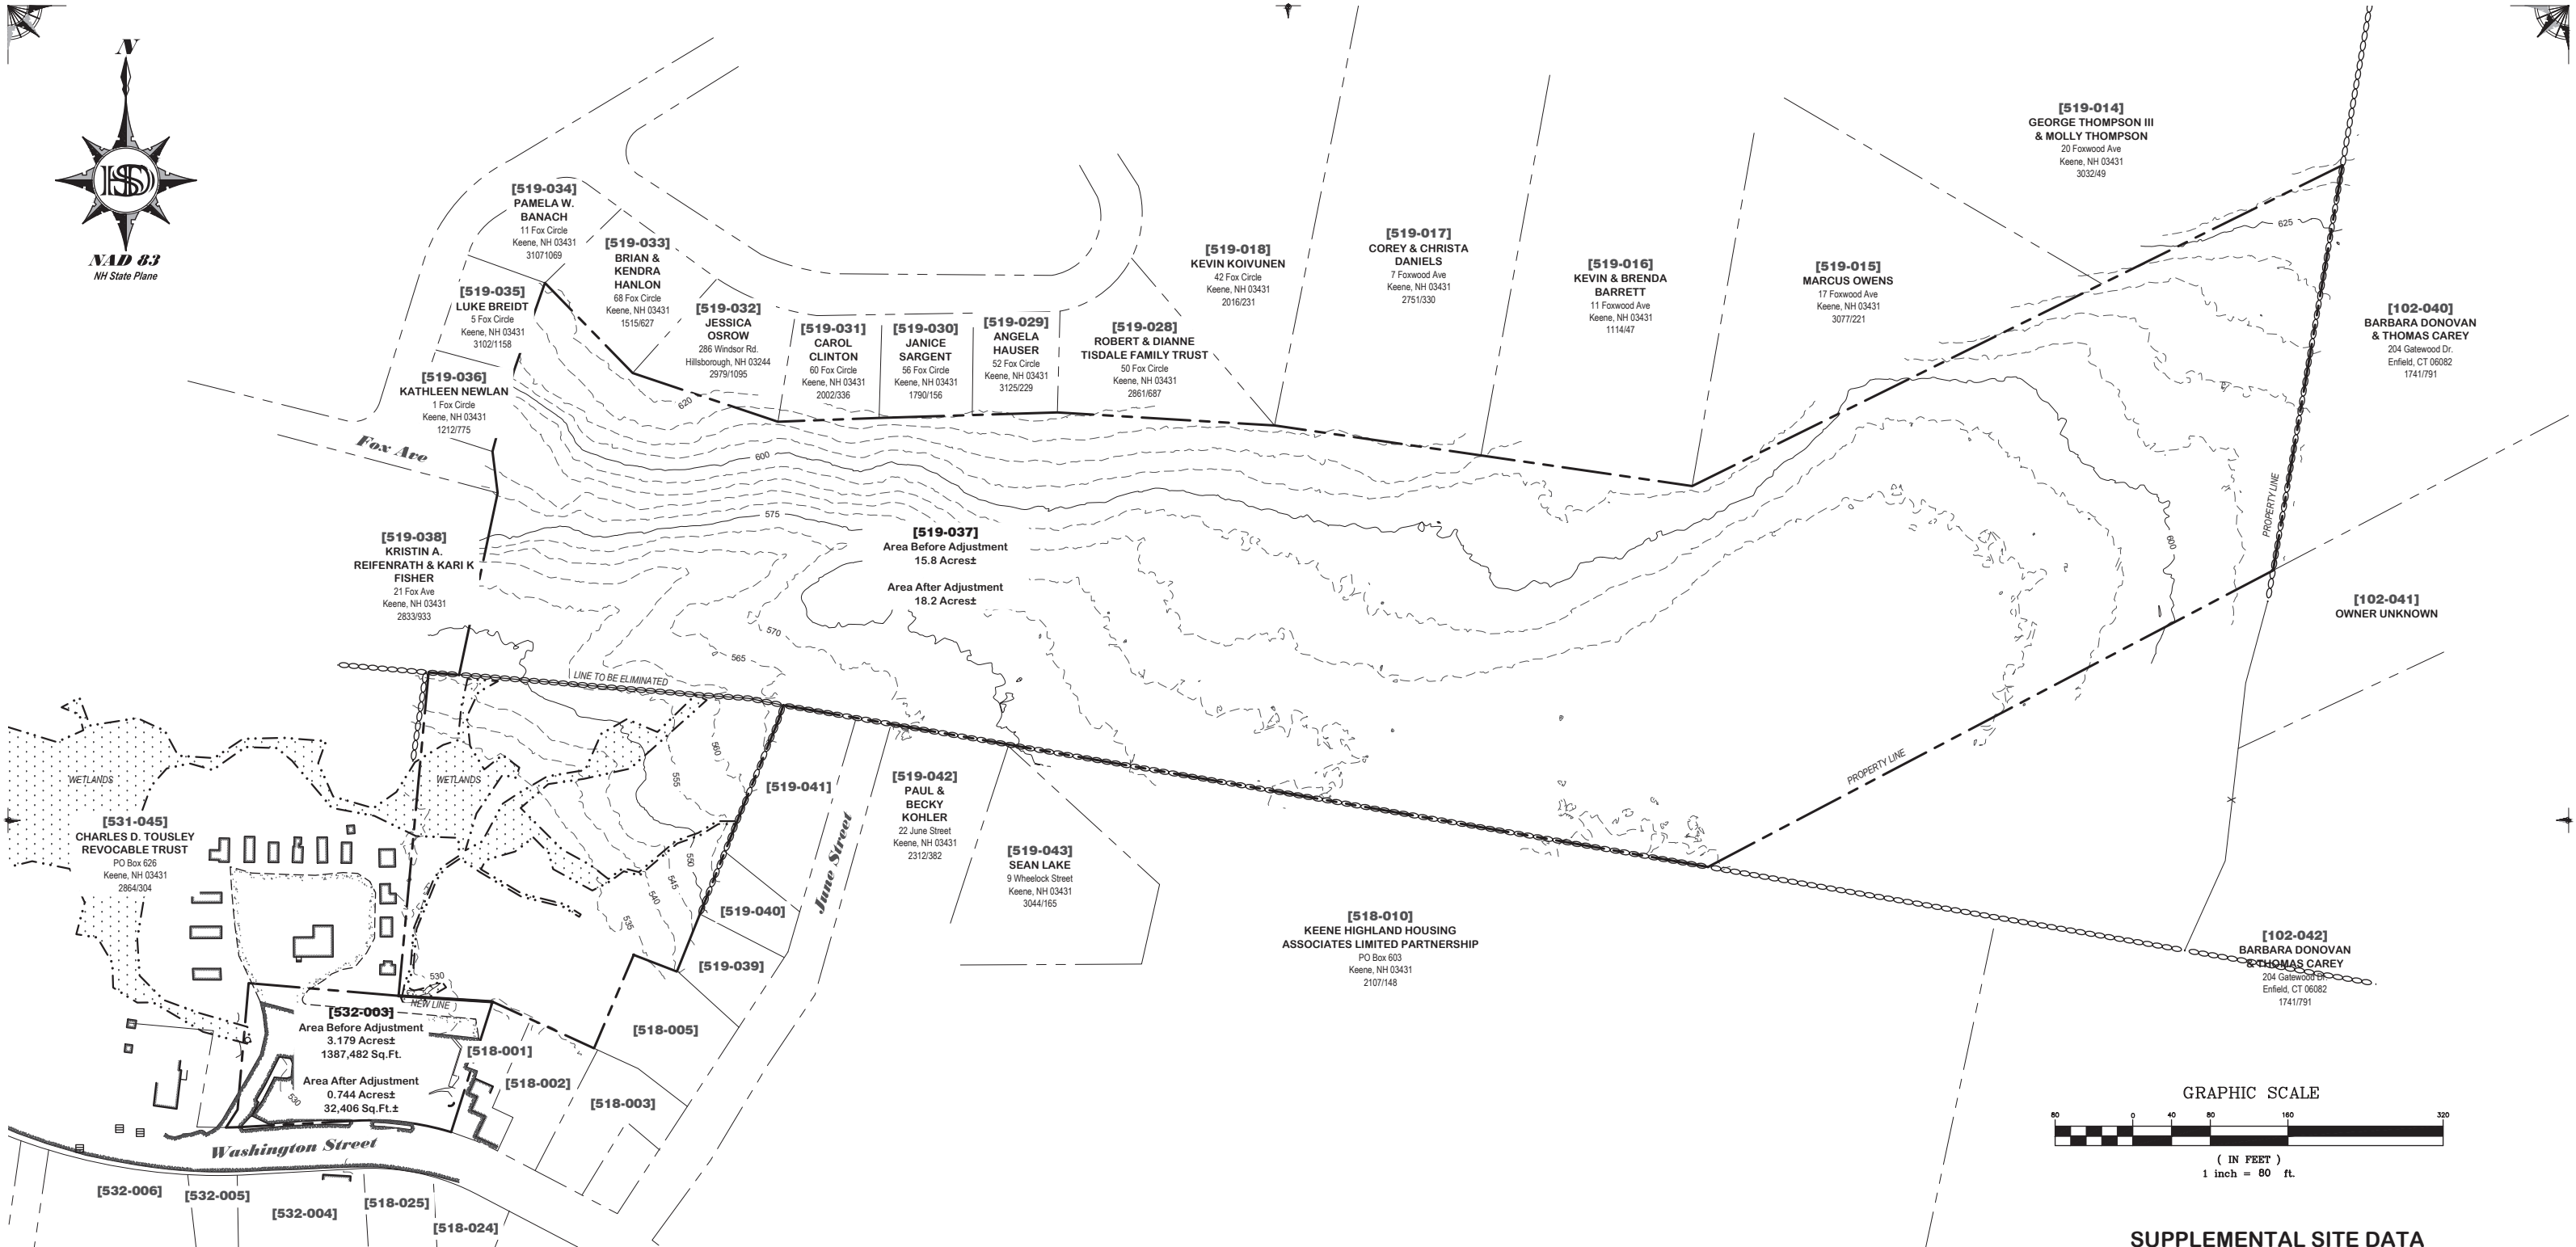 N
HSD
NAD 83
NH State Plane
[519-034]
PAMELA W.
BANACH
11 Fox Circle
Keene, NH 03431
31071069
[519-033]
BRIAN &
KENDRA
HANLON
68 Fox Circle
Keene, NH 03431
1515/627
[519-035]
LUKE BREIDT
5 Fox Circle
Keene, NH 03431
3102/1158
[519-032]
JESSICA
OSROW
286 Windsor Rd.
Hillsborough, NH 03244
2979/1095
[519-031]
CAROL
CLINTON
60 Fox Circle
Keene, NH 03431
2002/336
[519-030]
JANICE
SARGENT
56 Fox Circle
Keene, NH 03431
1790/156
[519-029]
ANGELA
HAUSER
52 Fox Circle
Keene, NH 03431
3125/229
[519-028]
ROBERT & DIANNE
TISDALE FAMILY TRUST
50 Fox Circle
Keene, NH 03431
2861/687
[519-018]
KEVIN KOIVUNEN
42 Fox Circle
Keene, NH 03431
2016/231
[519-017]
COREY & CHRISTA
DANIELS
7 Foxwood Ave
Keene, NH 03431
2751/330
[519-016]
KEVIN & BRENDA
BARRETT
11 Foxwood Ave
Keene, NH 03431
1114/47
[519-015]
MARCUS OWENS
17 Foxwood Ave
Keene, NH 03431
3077/221
[519-014]
GEORGE THOMPSON III
& MOLLY THOMPSON
20 Foxwood Ave
Keene, NH 03431
3032/49
625
[102-040]
BARBARA DONOVAN
& THOMAS CAREY
204 Gatewood Dr.
Enfield, CT 06082
1741/791
[519-036]
KATHLEEN NEWLAN
1 Fox Circle
Keene, NH 03431
1212/775
620
Fox Ave
600
575
[519-037]
Area Before Adjustment
15.8 Acres±
Area After Adjustment
18.2 Acres±
PROPERTY LINE
600
[519-038]
KRISTIN A.
REIFENRATH & KARI K
FISHER
21 Fox Ave
Keene, NH 03431
2833/933
[102-041]
OWNER UNKNOWN
570
565
LINE TO BE ELIMINATED
560
555
550
545
540
535
530
WETLANDS
WETLANDS
[519-041]
[519-042]
PAUL &
BECKY
KOHLER
22 June Street
Keene, NH 03431
2312/382
June Street
[519-043]
SEAN LAKE
9 Wheelock Street
Keene, NH 03431
3044/165
PROPERTY LINE
X
[531-045]
CHARLES D. TOUSLEY
REVOCABLE TRUST
PO Box 626
Keene, NH 03431
2864/304
[519-040]
[519-039]
[518-010]
KEENE HIGHLAND HOUSING
ASSOCIATES LIMITED PARTNERSHIP
PO Box 603
Keene, NH 03431
2107/148
[102-042]
BARBARA DONOVAN
& THOMAS CAREY
204 Gatewood Dr.
Enfield, CT 06082
1741/791
NEW LINE
[532-003]
Area Before Adjustment
3.179 Acres±
1387,482 Sq.Ft.
Area After Adjustment
0.744 Acres±
32,406 Sq.Ft.±
530
[518-005]
[518-001]
[518-002]
[518-003]
Washington Street
[532-006]
[532-005]
[532-004]
[518-025]
[518-024]
GRAPHIC SCALE
80 0 40 80 160 320
( IN FEET )
1 inch = 80 ft.
SUPPLEMENTAL SITE DATA